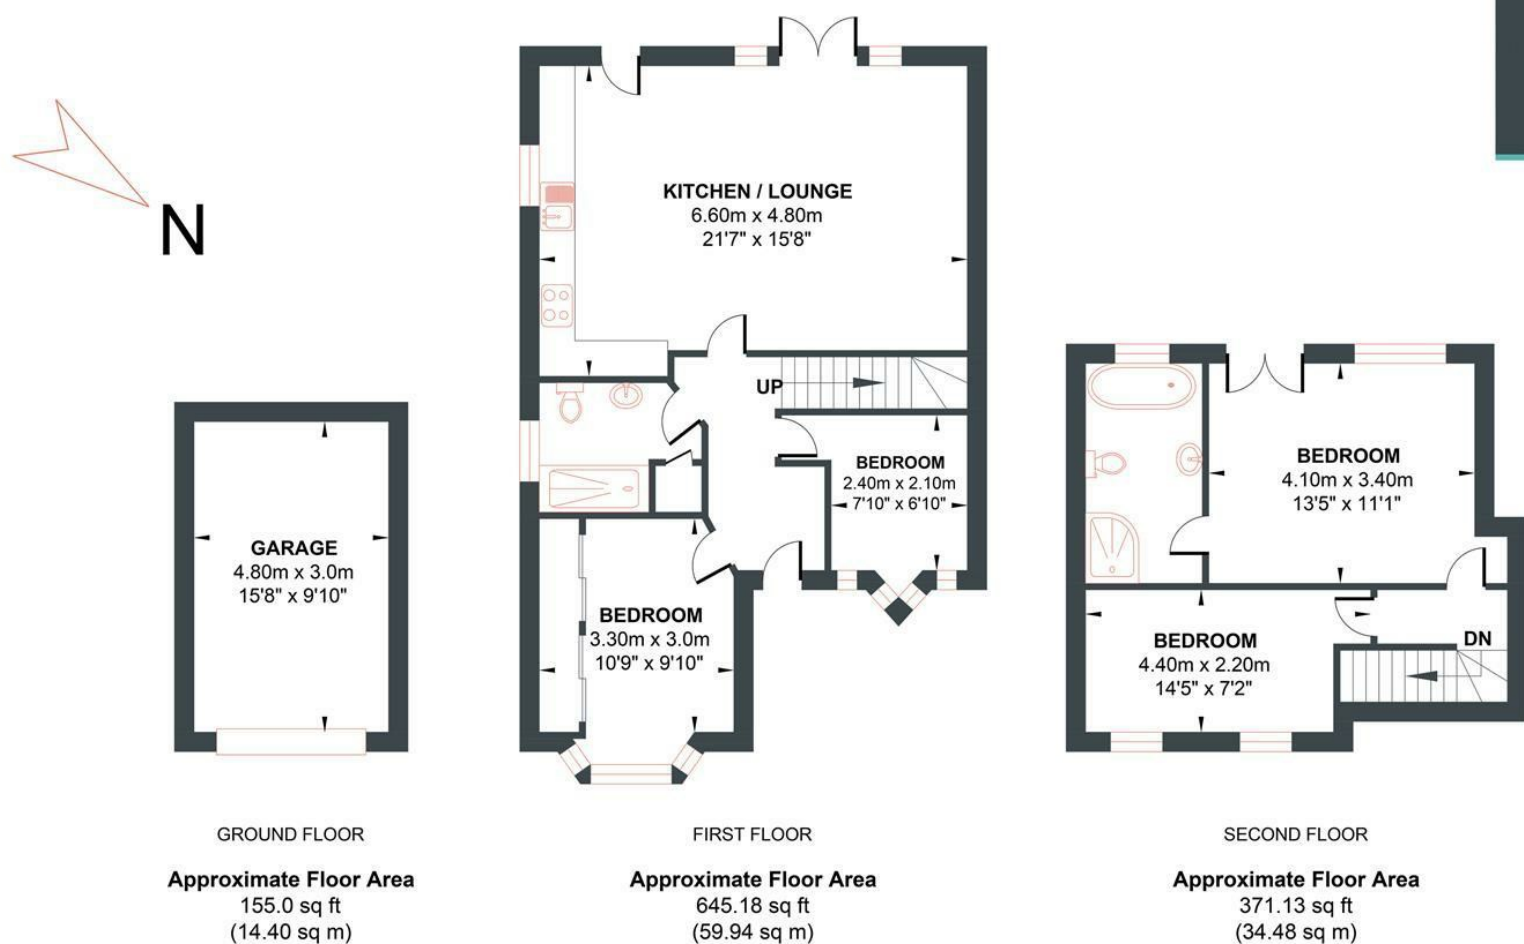 N
KITCHEN / LOUNGE
6.60m x 4.80m
21'7" x 15'8"
UP
BEDROOM
2.40m x 2.10m
7'10" x 6'10"
BEDROOM
3.30m x 3.0m
10'9" x 9'10"
GARAGE
4.80m x 3.0m
15'8" x 9'10"
BEDROOM
4.10m x 3.40m
13'5" x 11'1"
BEDROOM
4.40m x 2.20m
14'5" x 7'2"
DN
GROUND FLOOR
Approximate Floor Area
155.0 sq ft
(14.40 sq m)
FIRST FLOOR
Approximate Floor Area
645.18 sq ft
(59.94 sq m)
SECOND FLOOR
Approximate Floor Area
371.13 sq ft
(34.48 sq m)